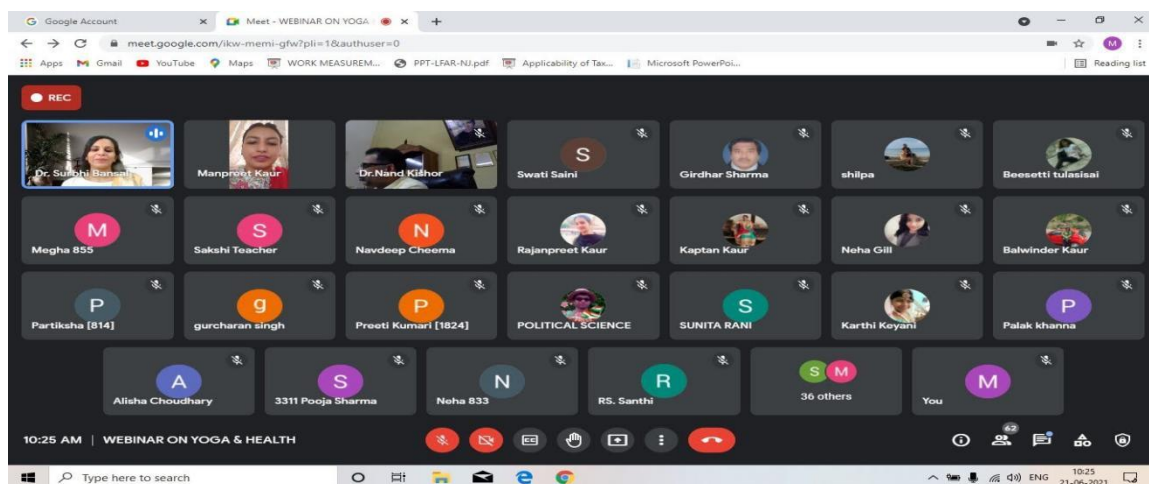 G Google Account
Meet - WEBINAR ON YOGA
meet.google.com/ikw-memi-gfw?pli=1&authuser=0
M
Apps Gmail YouTube Maps WORK MEASUREM... PPT-LFAR-NJ.pdf Applicability of Tax... Microsoft PowerPoi... Reading list
REC
Dr. Surbhi Bansal Manpreet Kaur Dr.Nand Kishor Swati Saini Girdhar Sharma shilpa Beesetti tulasisai
S
M S N
Megha 855 Sakshi Teacher Navdeep Cheema Rajanpreet Kaur Kaptan Kaur Neha Gill Balwinder Kaur
P g P S P
Partiksha [814] gurcharan singh Preeti Kumari [1824] POLITICAL SCIENCE SUNITA RANI Karthi Keyani Palak khanna
A S N R S M M
Alisha Choudhary 3311 Pooja Sharma Neha 833 RS. Santhi 36 others You
10:25 AM | WEBINAR ON YOGA & HEALTH
CC
62
Type here to search
ENG
10:25
21-06-2021